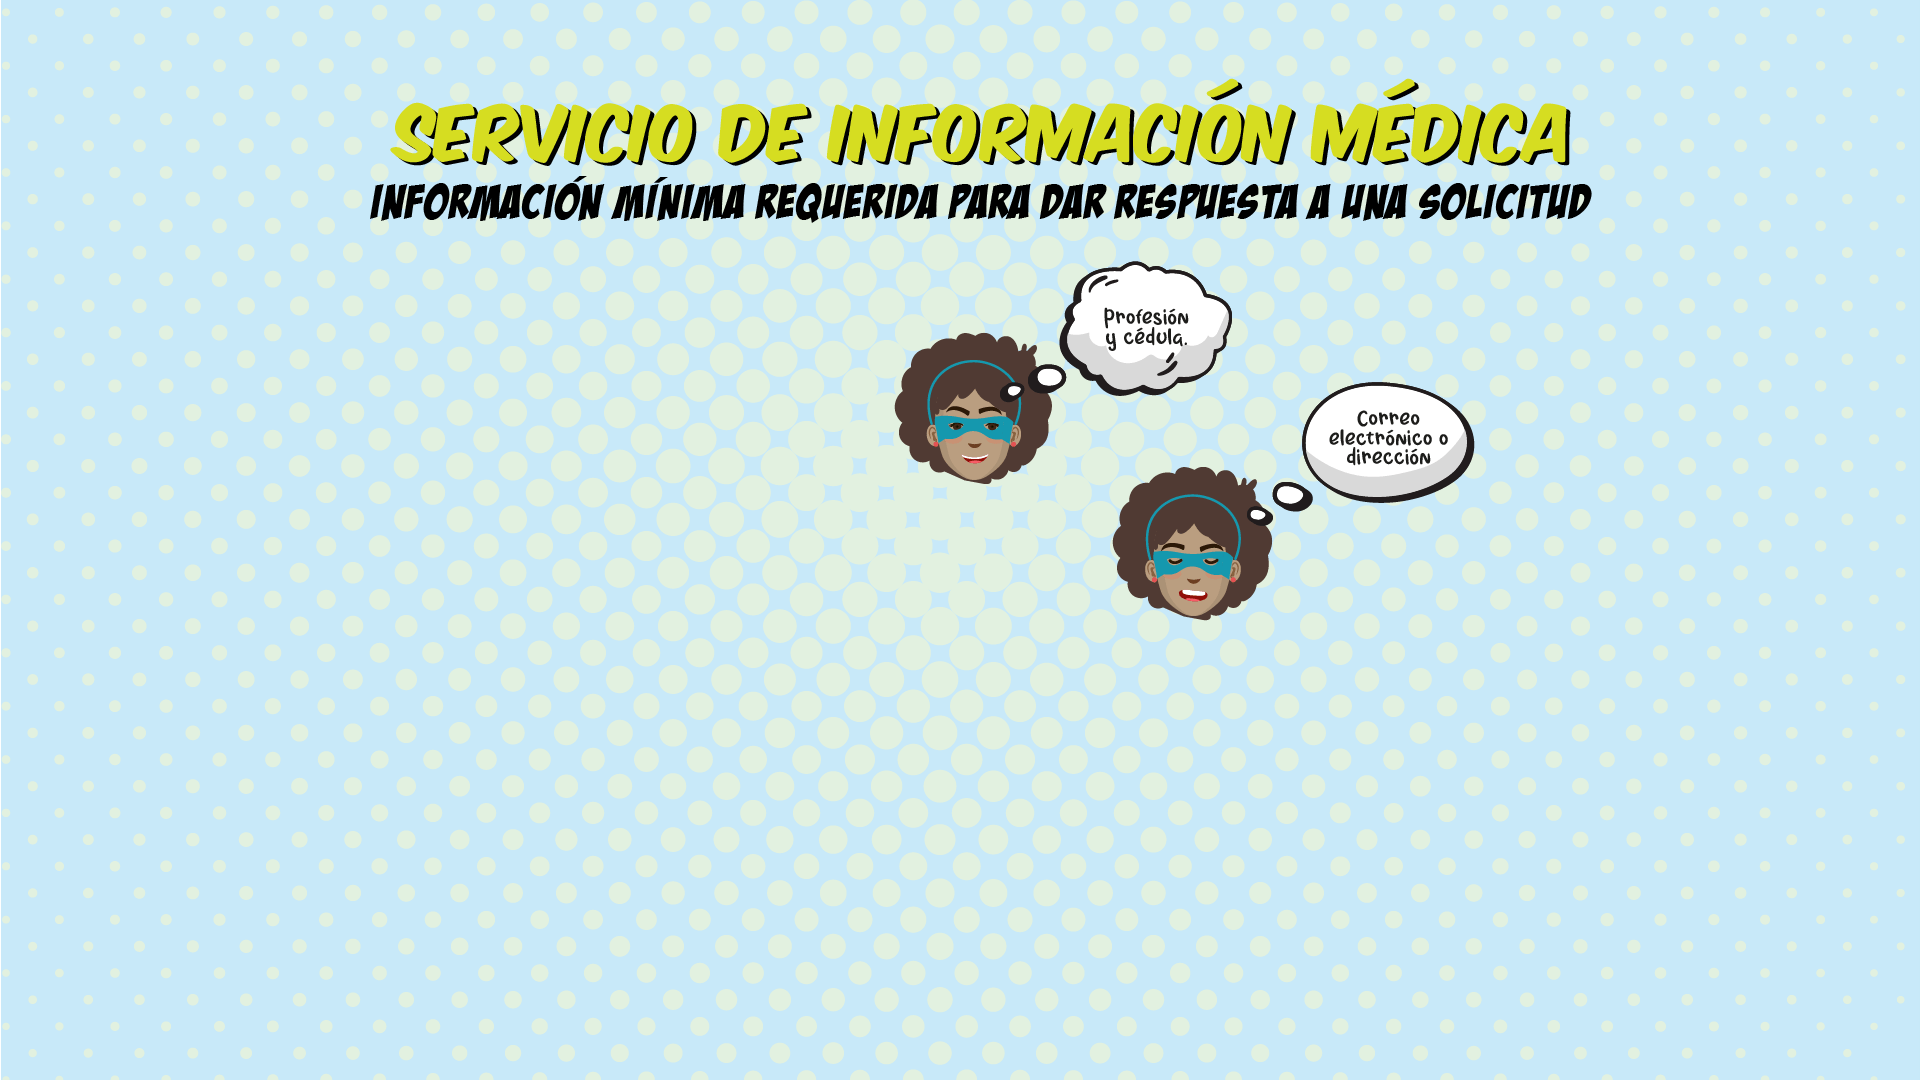 SERVICIO DE INFORMACIÓN MÉDICA
INFORMACIÓN MÍNIMA REQUERIDA PARA DAR RESPUESTA A UNA SOLICITUD
Profesión
y cédula.
Correo
electrónico o
dirección